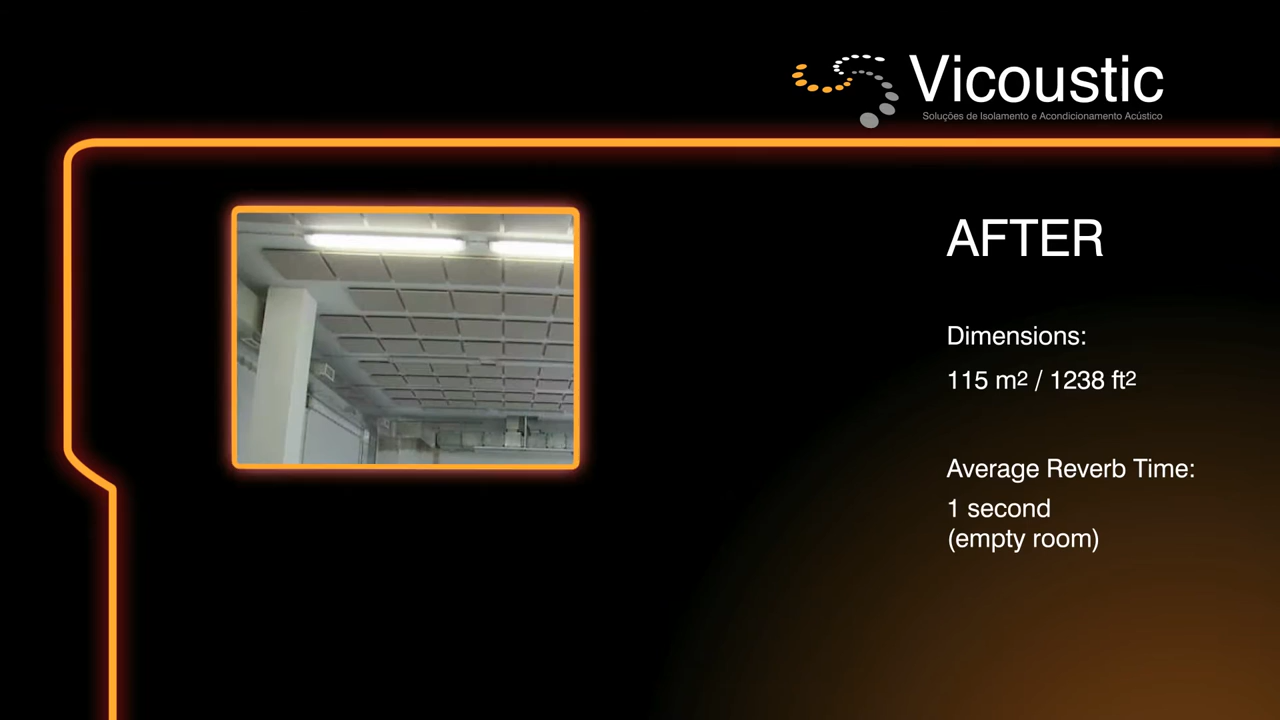 Vicoustic
Soluções de Isolamento e Acondicionamento Acústico
AFTER
Dimensions:
115 m2 / 1238 ft2
Average Reverb Time:
1 second
(empty room)